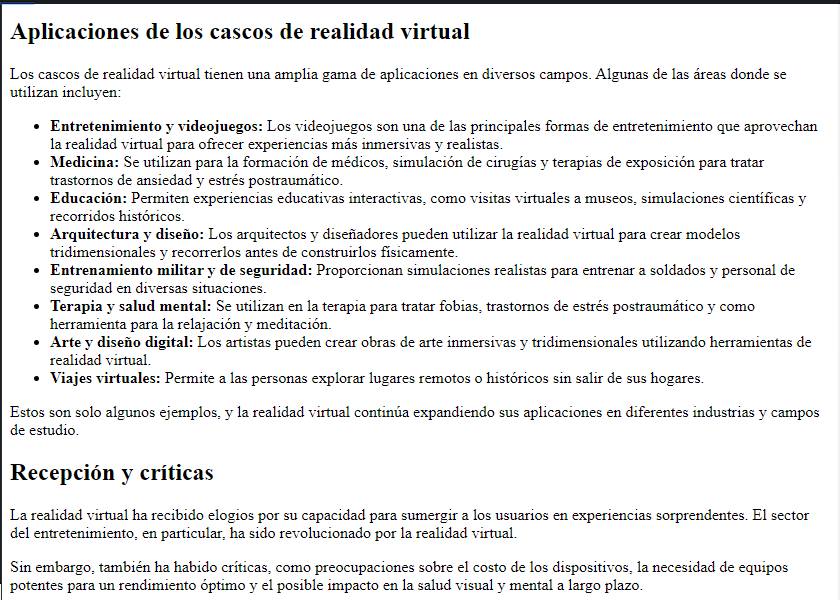 Aplicaciones de los cascos de realidad virtual
Los cascos de realidad virtual tienen una amplia gama de aplicaciones en diversos campos. Algunas de las áreas donde se
utilizan incluyen:
• Entretenimiento y videojuegos: Los videojuegos son una de las principales formas de entretenimiento que aprovechan
la realidad virtual para ofrecer experiencias más inmersivas y realistas.
• Medicina: Se utilizan para la formación de médicos, simulación de cirugías y terapias de exposición para tratar
trastornos de ansiedad y estrés postraumático.
• Educación: Permiten experiencias educativas interactivas, como visitas virtuales a museos, simulaciones científicas y
recorridos históricos.
• Arquitectura y diseño: Los arquitectos y diseñadores pueden utilizar la realidad virtual para crear modelos
tridimensionales y recorrerlos antes de construirlos físicamente.
• Entrenamiento militar y de seguridad: Proporcionan simulaciones realistas para entrenar a soldados y personal de
seguridad en diversas situaciones.
• Terapia y salud mental: Se utilizan en la terapia para tratar fobias, trastornos de estrés postraumático y como
herramienta para la relajación y meditación.
• Arte y diseño digital: Los artistas pueden crear obras de arte inmersivas y tridimensionales utilizando herramientas de
realidad virtual.
• Viajes virtuales: Permite a las personas explorar lugares remotos o históricos sin salir de sus hogares.
Estos son solo algunos ejemplos, y la realidad virtual continúa expandiendo sus aplicaciones en diferentes industrias y campos
de estudio.
Recepción y críticas
La realidad virtual ha recibido elogios por su capacidad para sumergir a los usuarios en experiencias sorprendentes. El sector
del entretenimiento, en particular, ha sido revolucionado por la realidad virtual.
Sin embargo, también ha habido críticas, como preocupaciones sobre el costo de los dispositivos, la necesidad de equipos
potentes para un rendimiento óptimo y el posible impacto en la salud visual y mental a largo plazo.